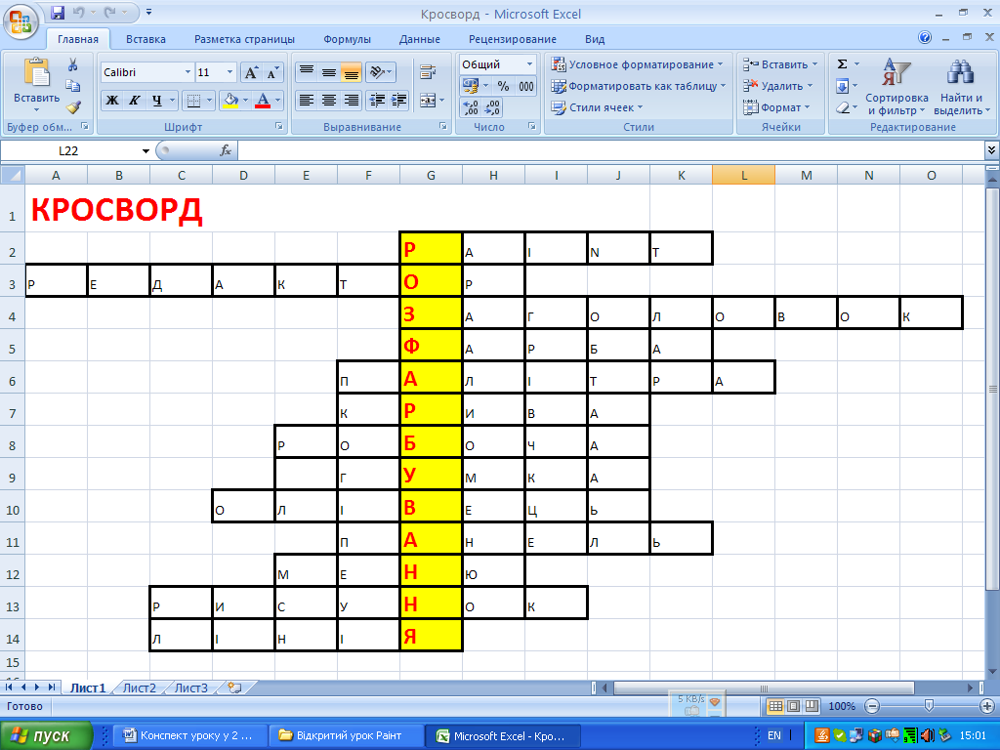 Кросворд - Microsoft Excel
Главная Вставка Разметка страницы Формулы Данные Рецензирование Вид
Вставить
Буфер обм...
Calibri 11
Ж К Ч
Шрифт
Выравнивание
Общий
% 000
,00 ,00
Число
Условное форматирование
Форматировать как таблицу
Стили ячеек
Стили
Вставить
Удалить
Формат
Ячейки
Σ
Сортировка и фильтр
Найти и выделить
Редактирование
L22 fx
A B C D E F G H I J K L M N O
1 КРОСВОРД
2 Р А I N T
3 Р Е Д А К Т О Р
4 З А Г О Л О В О К
5 Ф А Р Б А
6 П А Л І Т Р А
7 К Р И В А
8 Р О Б О Ч А
9 Г У М К А
10 О Л І В Е Ц Ь
11 П А Н Е Л Ь
12 М Е Н Ю
13 Р И С У Н О К
14 Л І Н І Я
15
Лист1 Лист2 Лист3
5 KB/s
Готово 100%
пуск Конспект уроку у 2 ... Відкритий урок Раінт Microsoft Excel - Кро... EN 15:01